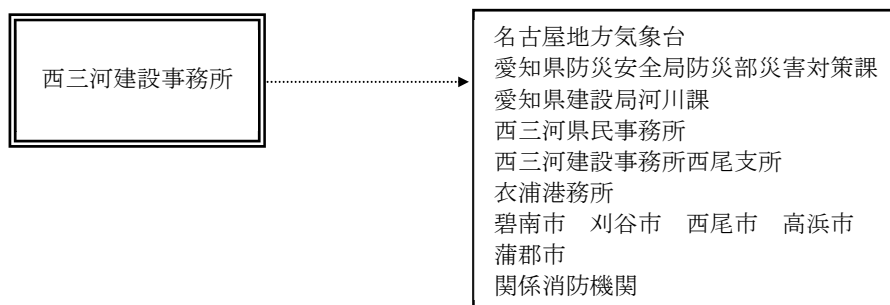 西三河建設事務所
名古屋地方気象台
愛知県防災安全局防災部災害対策課
愛知県建設局河川課
西三河県民事務所
西三河建設事務所西尾支所
衣浦港務所
碧南市　刈谷市　西尾市　高浜市
蒲郡市
関係消防機関